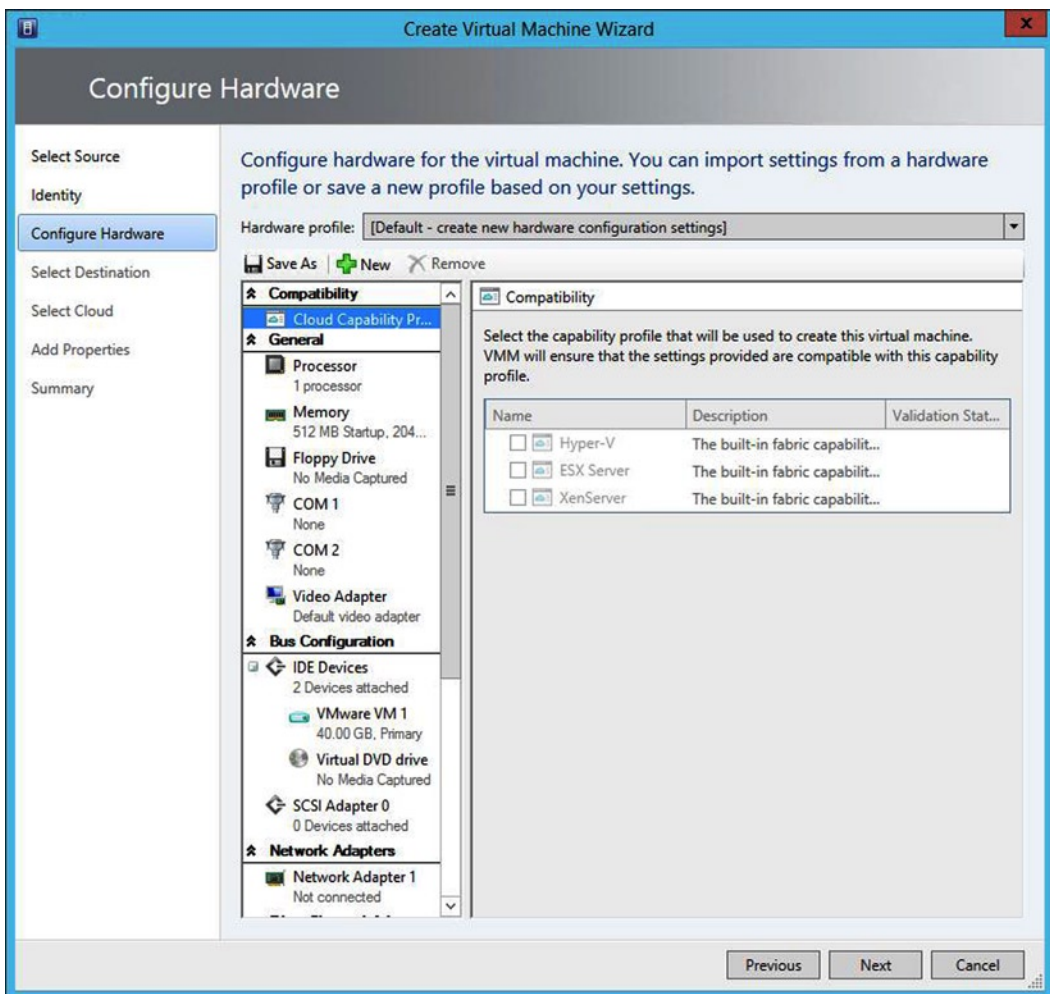 Create Virtual Machine Wizard
Configure Hardware
Select Source
Identity
Configure Hardware
Select Destination
Select Cloud
Add Properties
Summary
Configure hardware for the virtual machine. You can import settings from a hardware
profile or save a new profile based on your settings.
Hardware profile: [Default - create new hardware configuration settings]
Save As New Remove
Compatibility
Cloud Capability Pr...
General
Processor
1 processor
Memory
512 MB Startup, 204...
Floppy Drive
No Media Captured
COM 1
None
COM 2
None
Video Adapter
Default video adapter
Bus Configuration
IDE Devices
2 Devices attached
VMware VM 1
40.00 GB, Primary
Virtual DVD drive
No Media Captured
SCSI Adapter 0
0 Devices attached
Network Adapters
Network Adapter 1
Not connected
Compatibility
Select the capability profile that will be used to create this virtual machine.
VMM will ensure that the settings provided are compatible with this capability
profile.
Name Description Validation Stat...
Hyper-V The built-in fabric capabilit...
ESX Server The built-in fabric capabilit...
XenServer The built-in fabric capabilit...
Previous Next Cancel